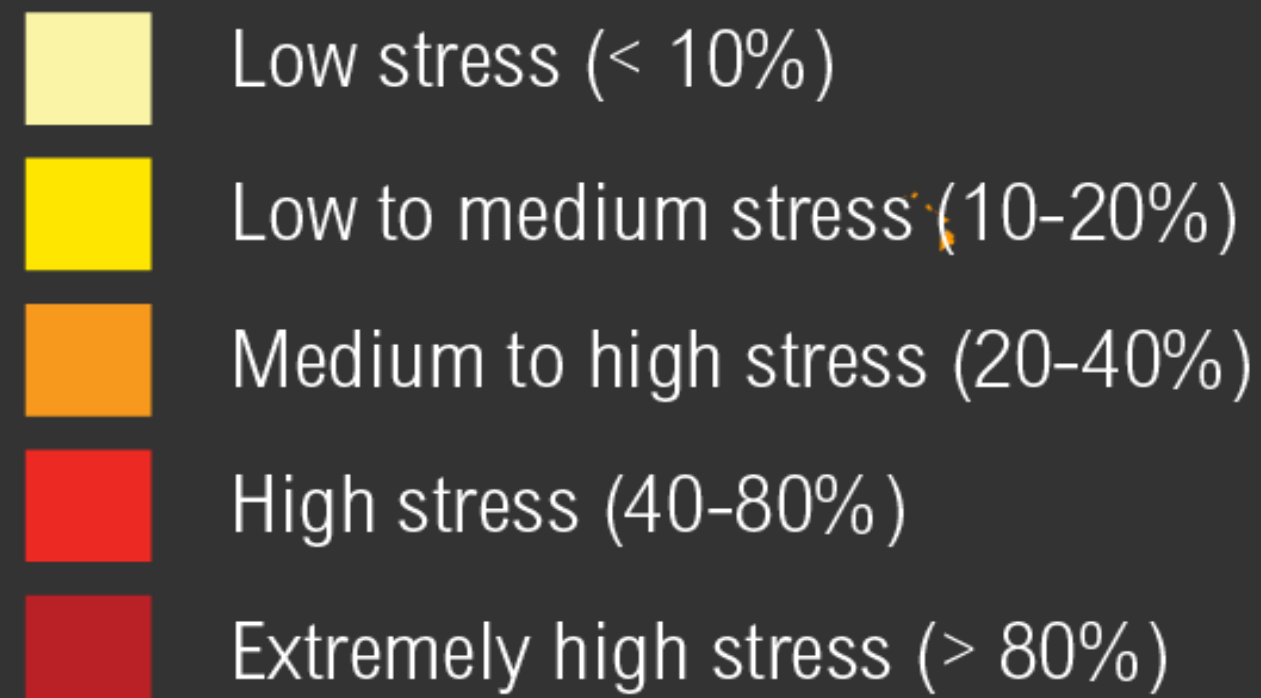 Low stress (< 10%)
Low to medium stress (10-20%)
Medium to high stress (20-40%)
High stress (40-80%)
Extremely high stress (> 80%)